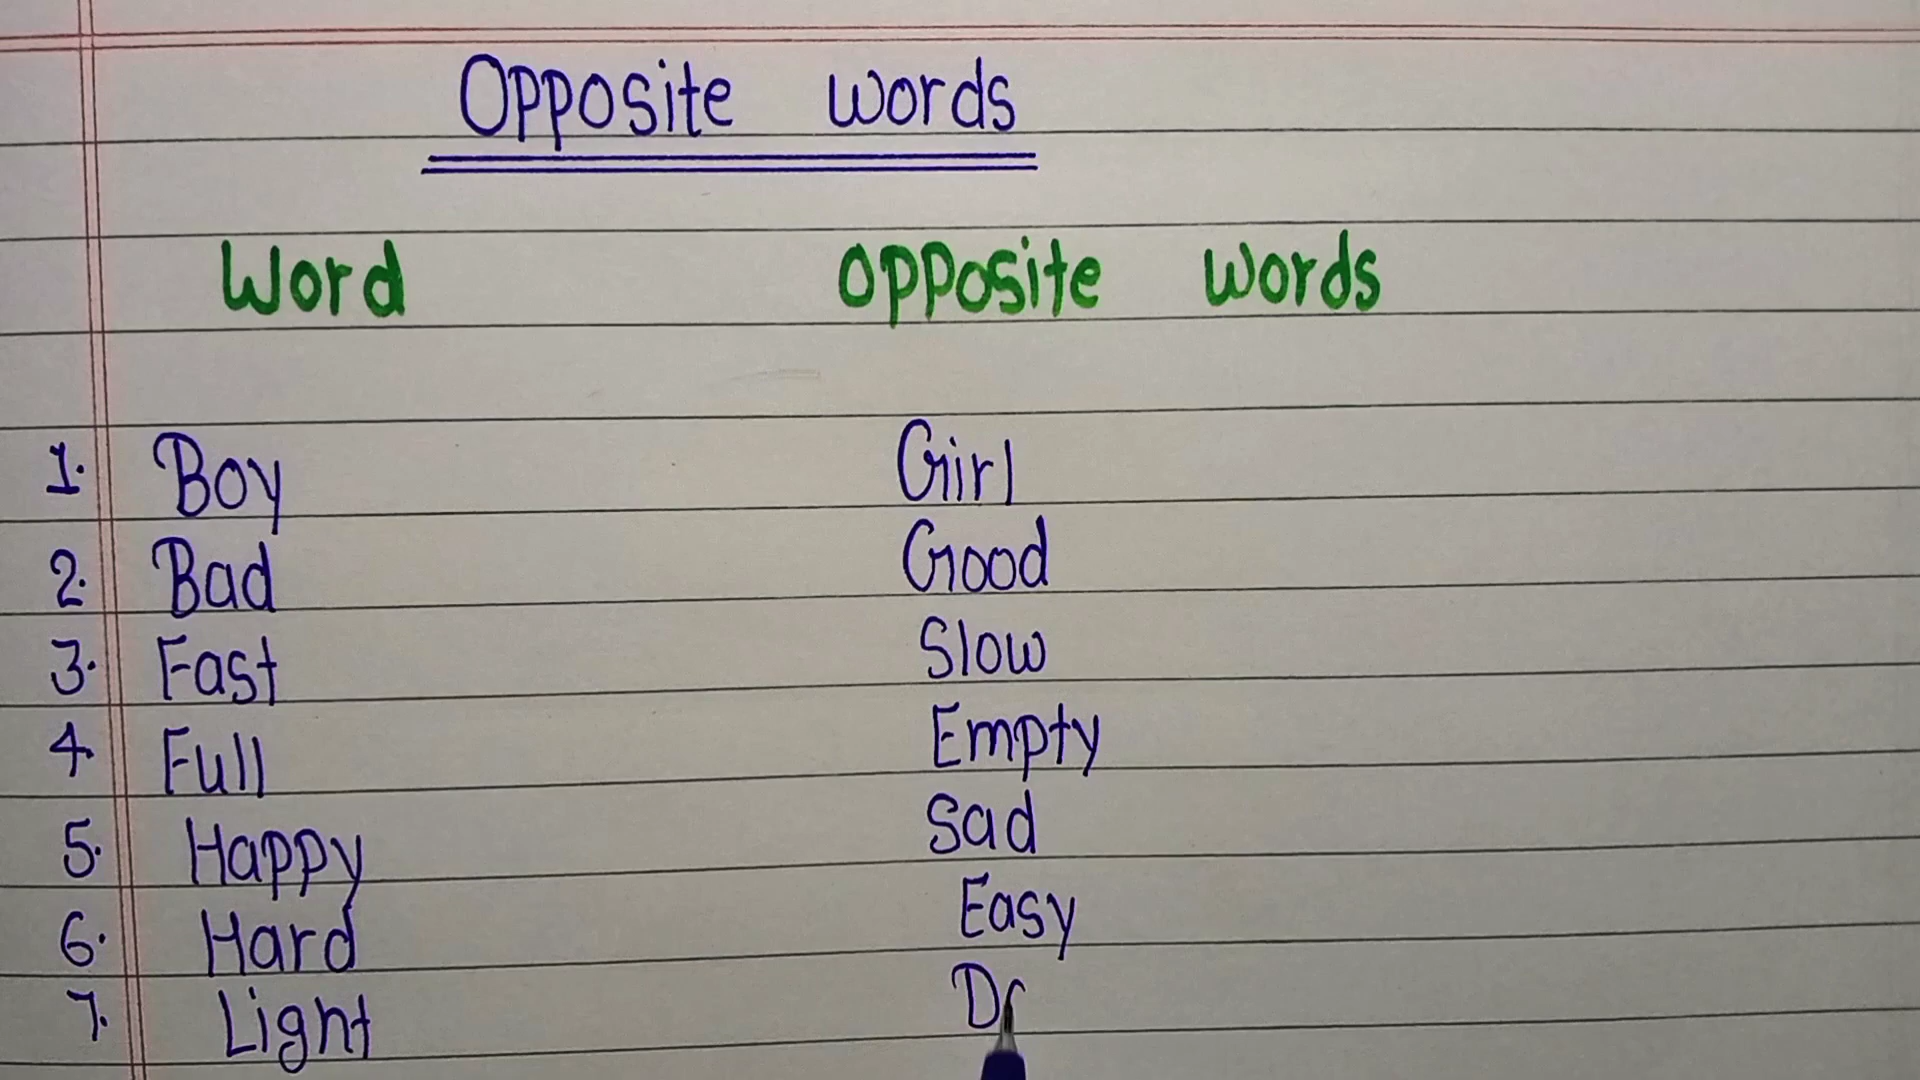 Opposite words
Word Opposite words
1. Boy Girl
2. Bad Good
3. Fast Slow
4. Full Empty
5. Happy Sad
6. Hard Easy
7. Light